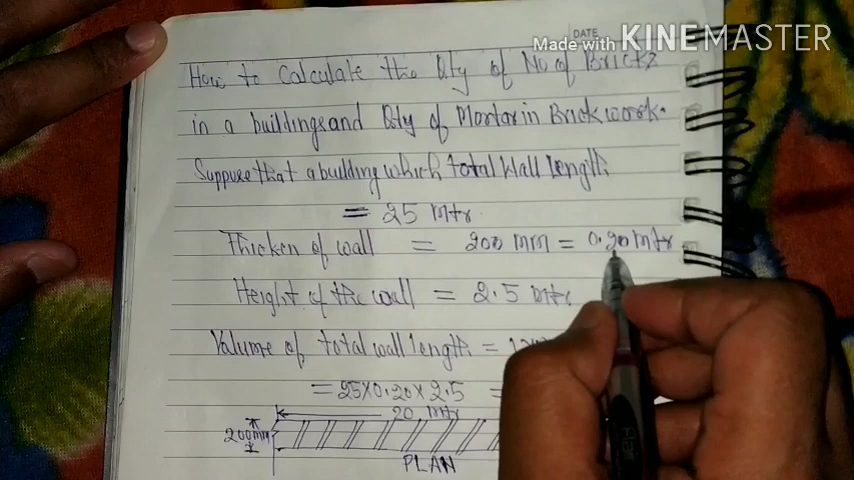 DATE
Made with KINEMASTER
How to Calculate the Qty of No of Bricks
in a buildings and Qty of Mortar in Brick work.
Suppose that a building which total wall length
= 25 Mtr.
Thicken of wall = 200 MM = 0.20 mtr
Height of the wall = 2.5 mtr
Volume of total wall length =
= 25×0.20×2.5 =
20 Mtr
200mm
PLAN